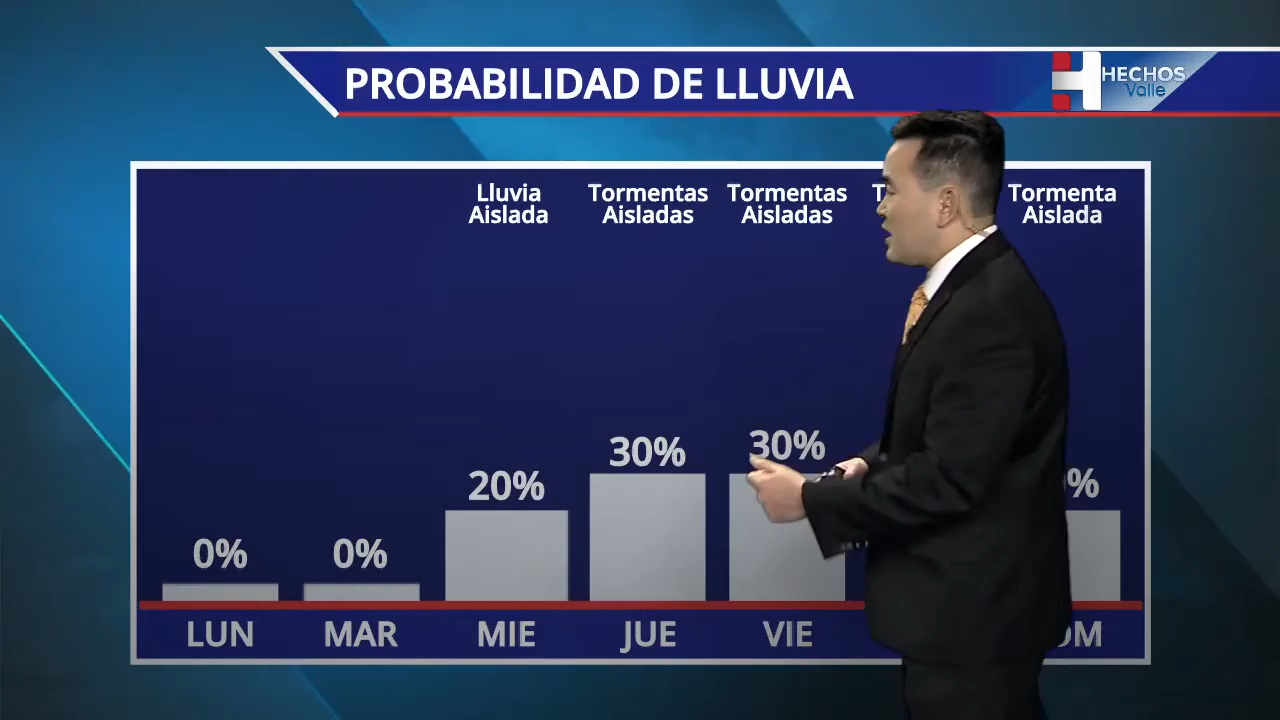 PROBABILIDAD DE LLUVIA
HECHOS
Valle
Lluvia
Aislada
Tormentas
Aisladas
Tormentas
Aisladas
Tormenta
Aislada
0%
0%
20%
30%
30%
LUN
MAR
MIE
JUE
VIE